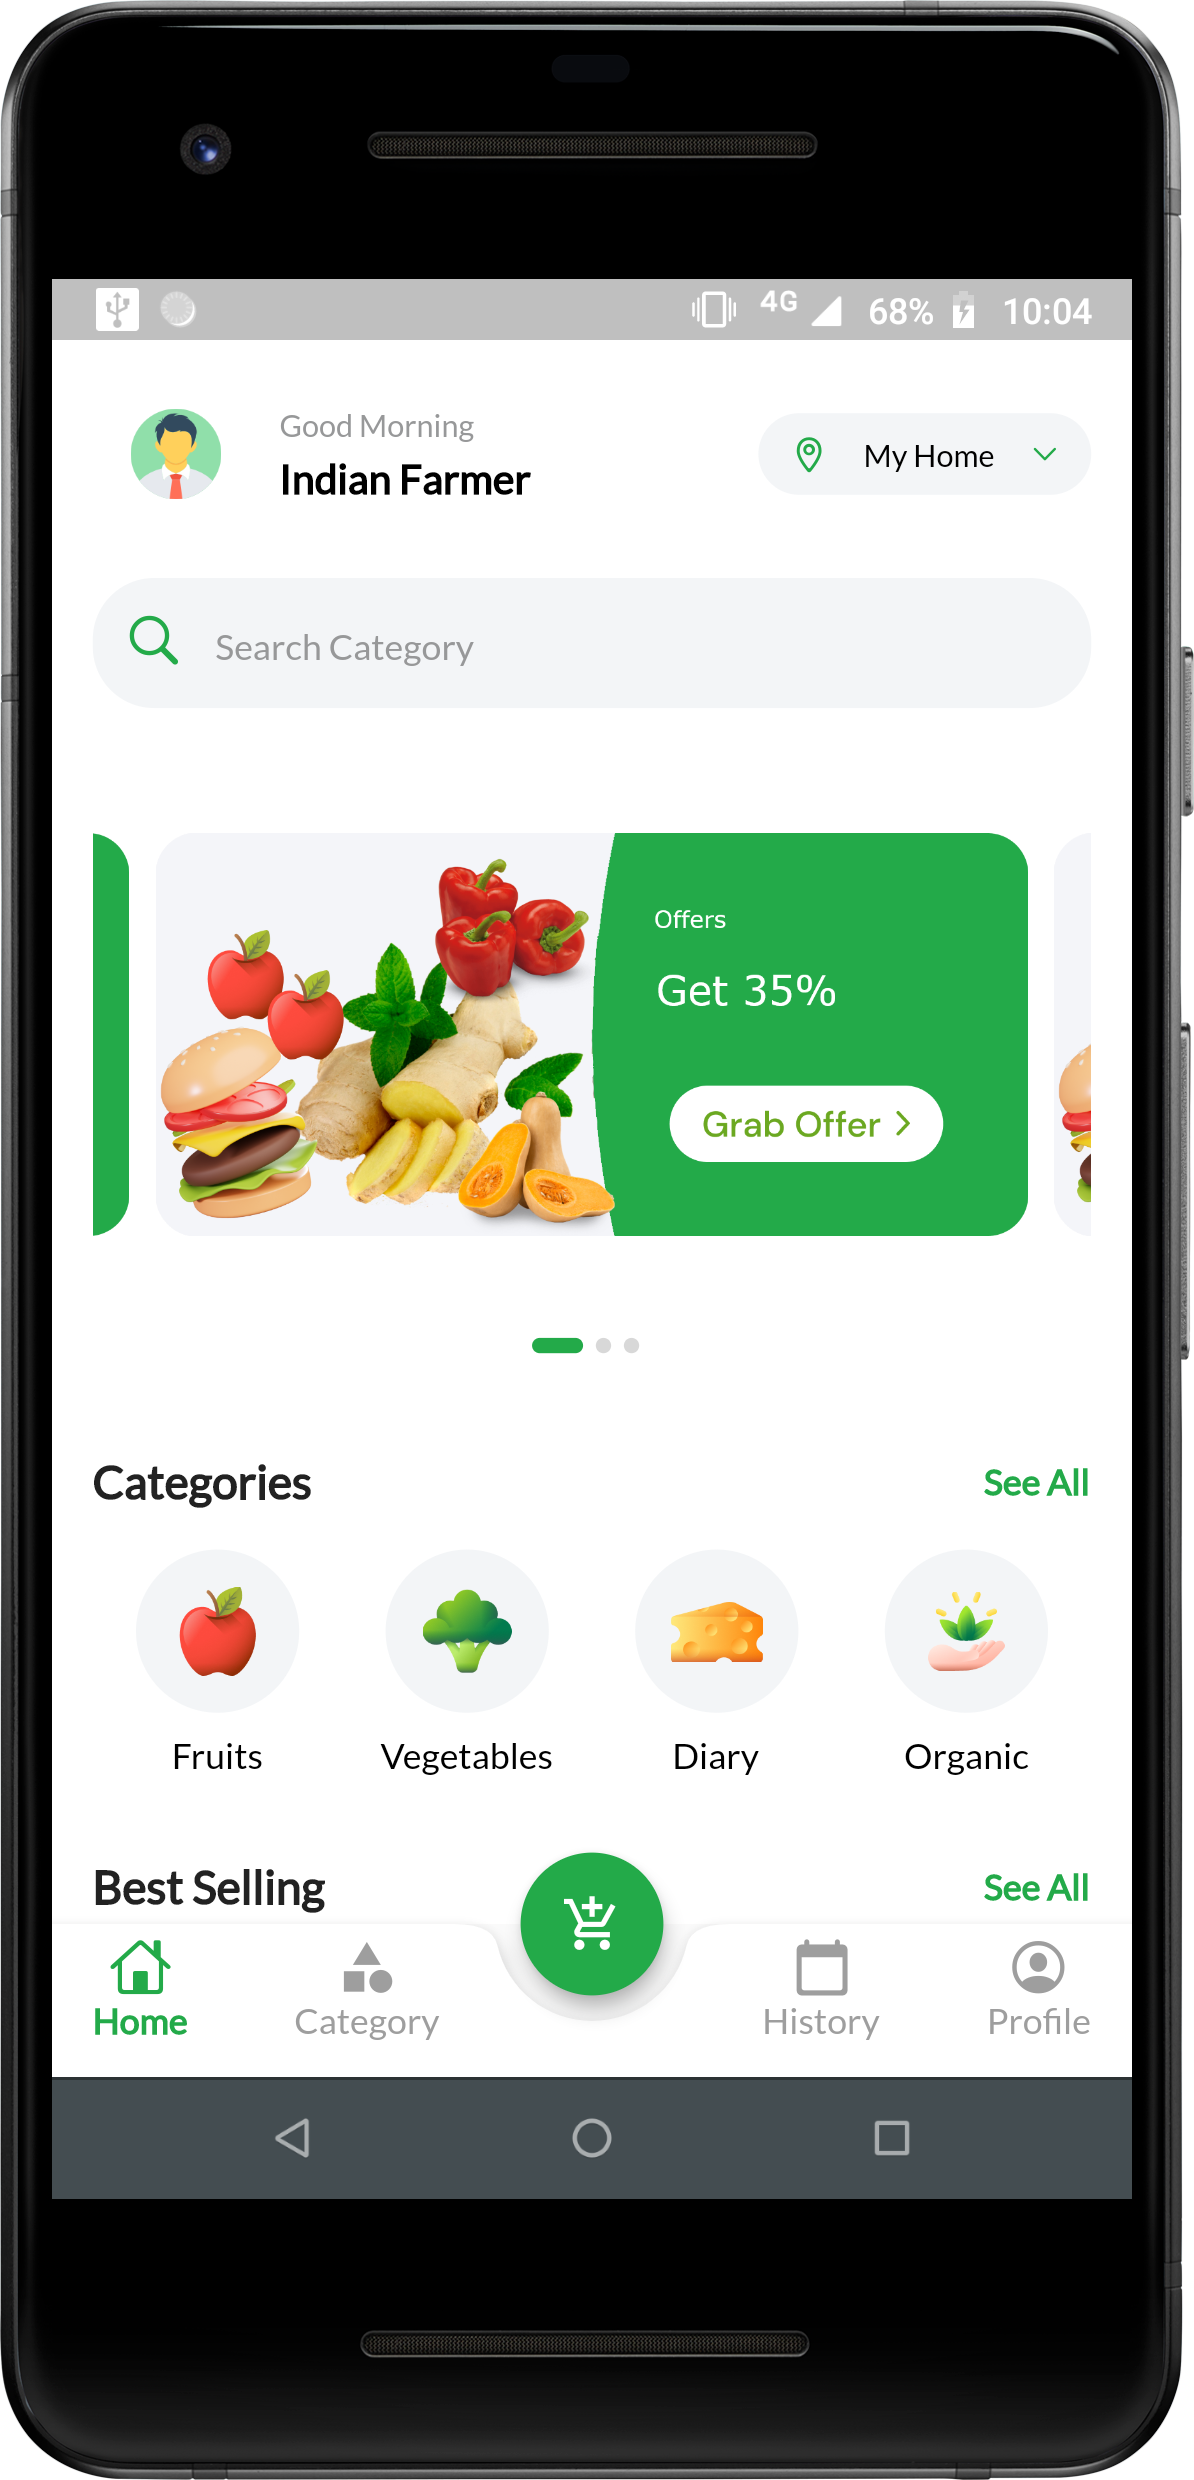 4G 68% 10:04
Good Morning
Indian Farmer
My Home
Search Category
Offers
Get 35%
Grab Offer
Categories
See All
Fruits
Vegetables
Diary
Organic
Best Selling
See All
Home
Category
History
Profile